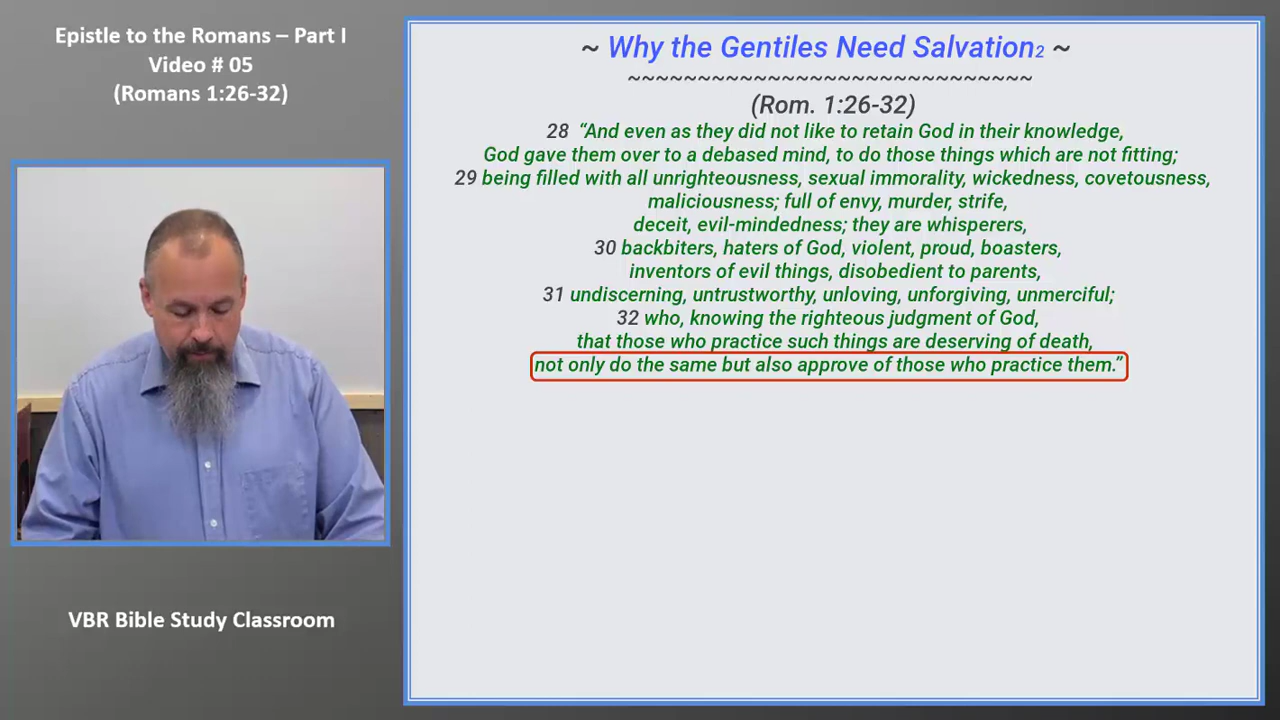 Epistle to the Romans – Part I
Video # 05
(Romans 1:26-32)
VBR Bible Study Classroom
~ Why the Gentiles Need Salvation₂ ~
~~~~~~~~~~~~~~~~~~~~~~~~~~~~~
(Rom. 1:26-32)
28 “And even as they did not like to retain God in their knowledge,
God gave them over to a debased mind, to do those things which are not fitting;
29 being filled with all unrighteousness, sexual immorality, wickedness, covetousness,
maliciousness; full of envy, murder, strife,
deceit, evil-mindedness; they are whisperers,
30 backbiters, haters of God, violent, proud, boasters,
inventors of evil things, disobedient to parents,
31 undiscerning, untrustworthy, unloving, unforgiving, unmerciful;
32 who, knowing the righteous judgment of God,
that those who practice such things are deserving of death,
not only do the same but also approve of those who practice them.”